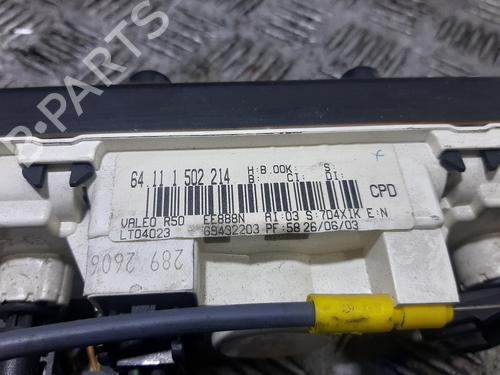 B-PARTS
64.11 1 502 214
H:B.00K: S:
B: CI: DI:
CPD
VALEO R50 EE888N AI:03 S:704X1K E:N
LT04023 69432203 PF:58 26/06/03
289 2606